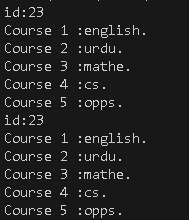 id:23
Course 1 :english.
Course 2 :urdu.
Course 3 :mathe.
Course 4 :cs.
Course 5 :opps.
id:23
Course 1 :english.
Course 2 :urdu.
Course 3 :mathe.
Course 4 :cs.
Course 5 :opps.